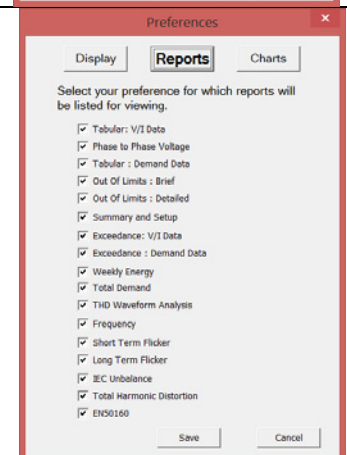 Preferences
Display Reports Charts
Select your preference for which reports will
be listed for viewing.
Tabular: V/I Data
Phase to Phase Voltage
Tabular : Demand Data
Out Of Limits : Brief
Out Of Limits : Detailed
Summary and Setup
Exceedance: V/I Data
Exceedance : Demand Data
Weekly Energy
Total Demand
THD Waveform Analysis
Frequency
Short Term Flicker
Long Term Flicker
IEC Unbalance
Total Harmonic Distortion
EN50160
Save Cancel